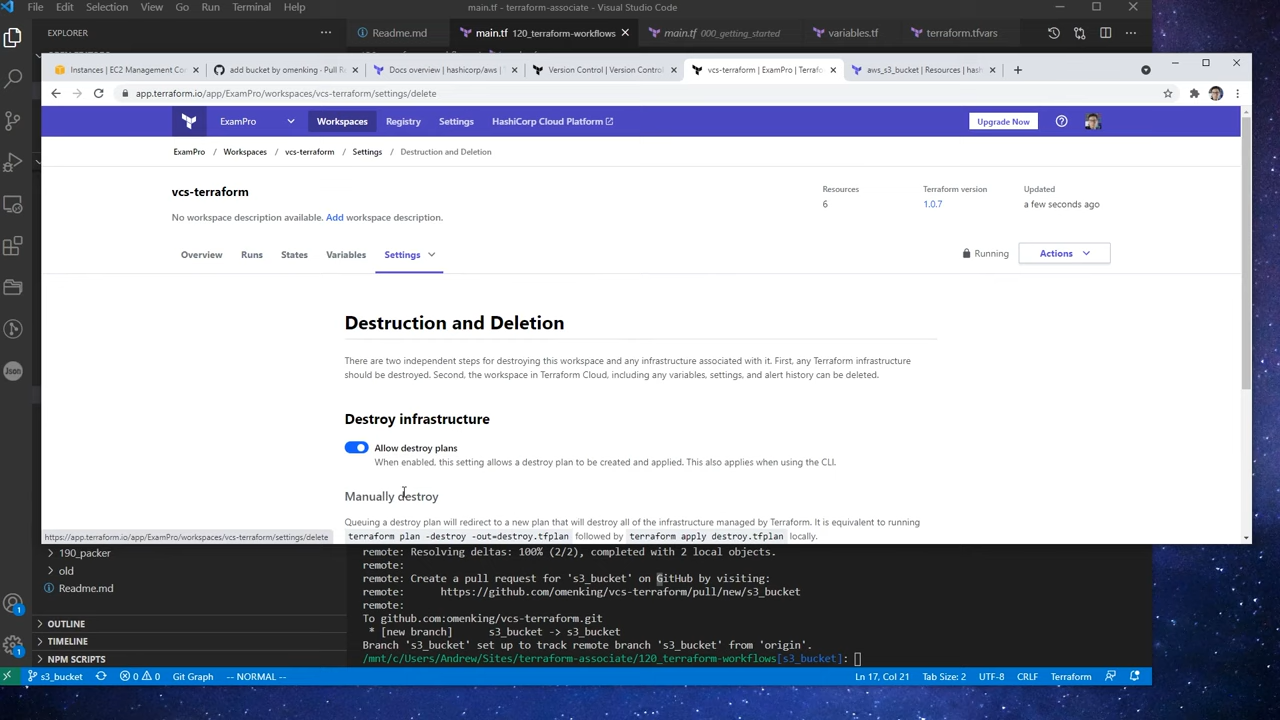 File Edit Selection View Go Run Terminal Help main.tf - terraform-associate - Visual Studio Code
EXPLORER
Readme.md main.tf 120_terraform-workflows main.tf 000_getting_started variables.tf terraform.tfvars
Instances | EC2 Management Co add bucket by omenking · Pull Re Docs overview | hashicorp/aws | T Version Control | Version Control vcs-terraform | ExamPro | Terrafo aws_s3_bucket | Resources | hash
app.terraform.io/app/ExamPro/workspaces/vcs-terraform/settings/delete
ExamPro Workspaces Registry Settings HashiCorp Cloud Platform Upgrade Now
ExamPro / Workspaces / vcs-terraform / Settings / Destruction and Deletion
vcs-terraform
Resources Terraform version Updated
6 1.0.7 a few seconds ago
No workspace description available. Add workspace description.
Overview Runs States Variables Settings Running Actions
Destruction and Deletion
There are two independent steps for destroying this workspace and any infrastructure associated with it. First, any Terraform infrastructure
should be destroyed. Second, the workspace in Terraform Cloud, including any variables, settings, and alert history can be deleted.
Destroy infrastructure
Allow destroy plans
When enabled, this setting allows a destroy plan to be created and applied. This also applies when using the CLI.
Manually destroy
Queuing a destroy plan will redirect to a new plan that will destroy all of the infrastructure managed by Terraform. It is equivalent to running
terraform plan -destroy -out=destroy.tfplan followed by terraform apply destroy.tfplan locally.
https://app.terraform.io/app/ExamPro/workspaces/vcs-terraform/settings/delete
190_packer
old
Readme.md
OUTLINE
TIMELINE
NPM SCRIPTS
Json
1
1
remote: Resolving deltas: 100% (2/2), completed with 2 local objects.
remote:
remote: Create a pull request for 's3_bucket' on GitHub by visiting:
remote: https://github.com/omenking/vcs-terraform/pull/new/s3_bucket
remote:
To github.com:omenking/vcs-terraform.git
* [new branch] s3_bucket -> s3_bucket
Branch 's3_bucket' set up to track remote branch 's3_bucket' from 'origin'.
/mnt/c/Users/Andrew/Sites/terraform-associate/120_terraform-workflows[s3_bucket]:
s3_bucket 0 0 Git Graph -- NORMAL -- Ln 17, Col 21 Tab Size: 2 UTF-8 CRLF Terraform